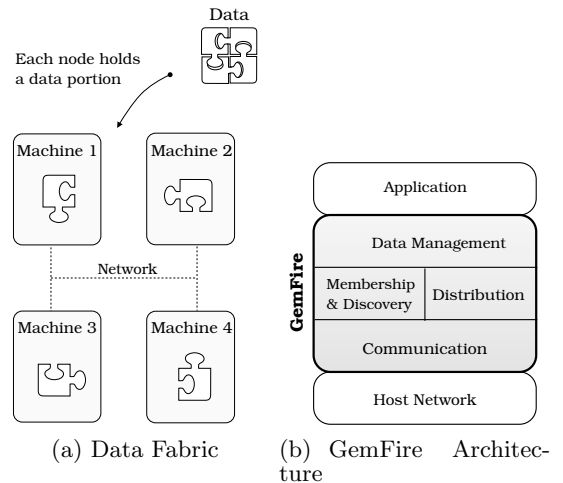 Data
Each node holds
a data portion
Machine 1
Machine 2
Network
Machine 3
Machine 4
(a) Data Fabric
Application
GemFire
Data Management
Membership
& Discovery
Distribution
Communication
Host Network
(b) GemFire Architec-
ture